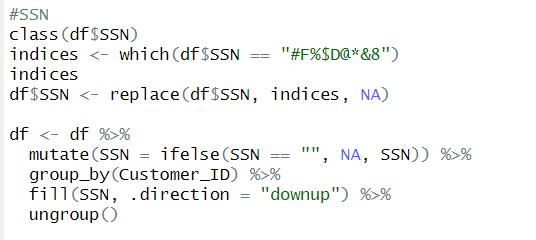 #SSN
class(df$SSN)
indices <- which(df$SSN == "#F%$D@*&8")
indices
df$SSN <- replace(df$SSN, indices, NA)

df <- df %>%
  mutate(SSN = ifelse(SSN == "", NA, SSN)) %>%
  group_by(Customer_ID) %>%
  fill(SSN, .direction = "downup") %>%
  ungroup()